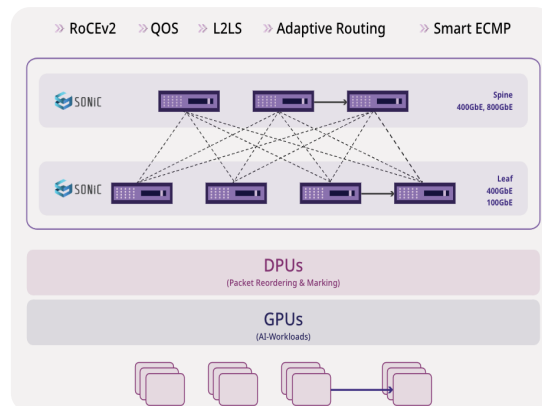 RoCEv2
QOS
L2LS
Adaptive Routing
Smart ECMP
SONiC
Spine
400GbE, 800GbE
SONiC
Leaf
400GbE
100GbE
DPUs
(Packet Reordering & Marking)
GPUs
(AI-Workloads)